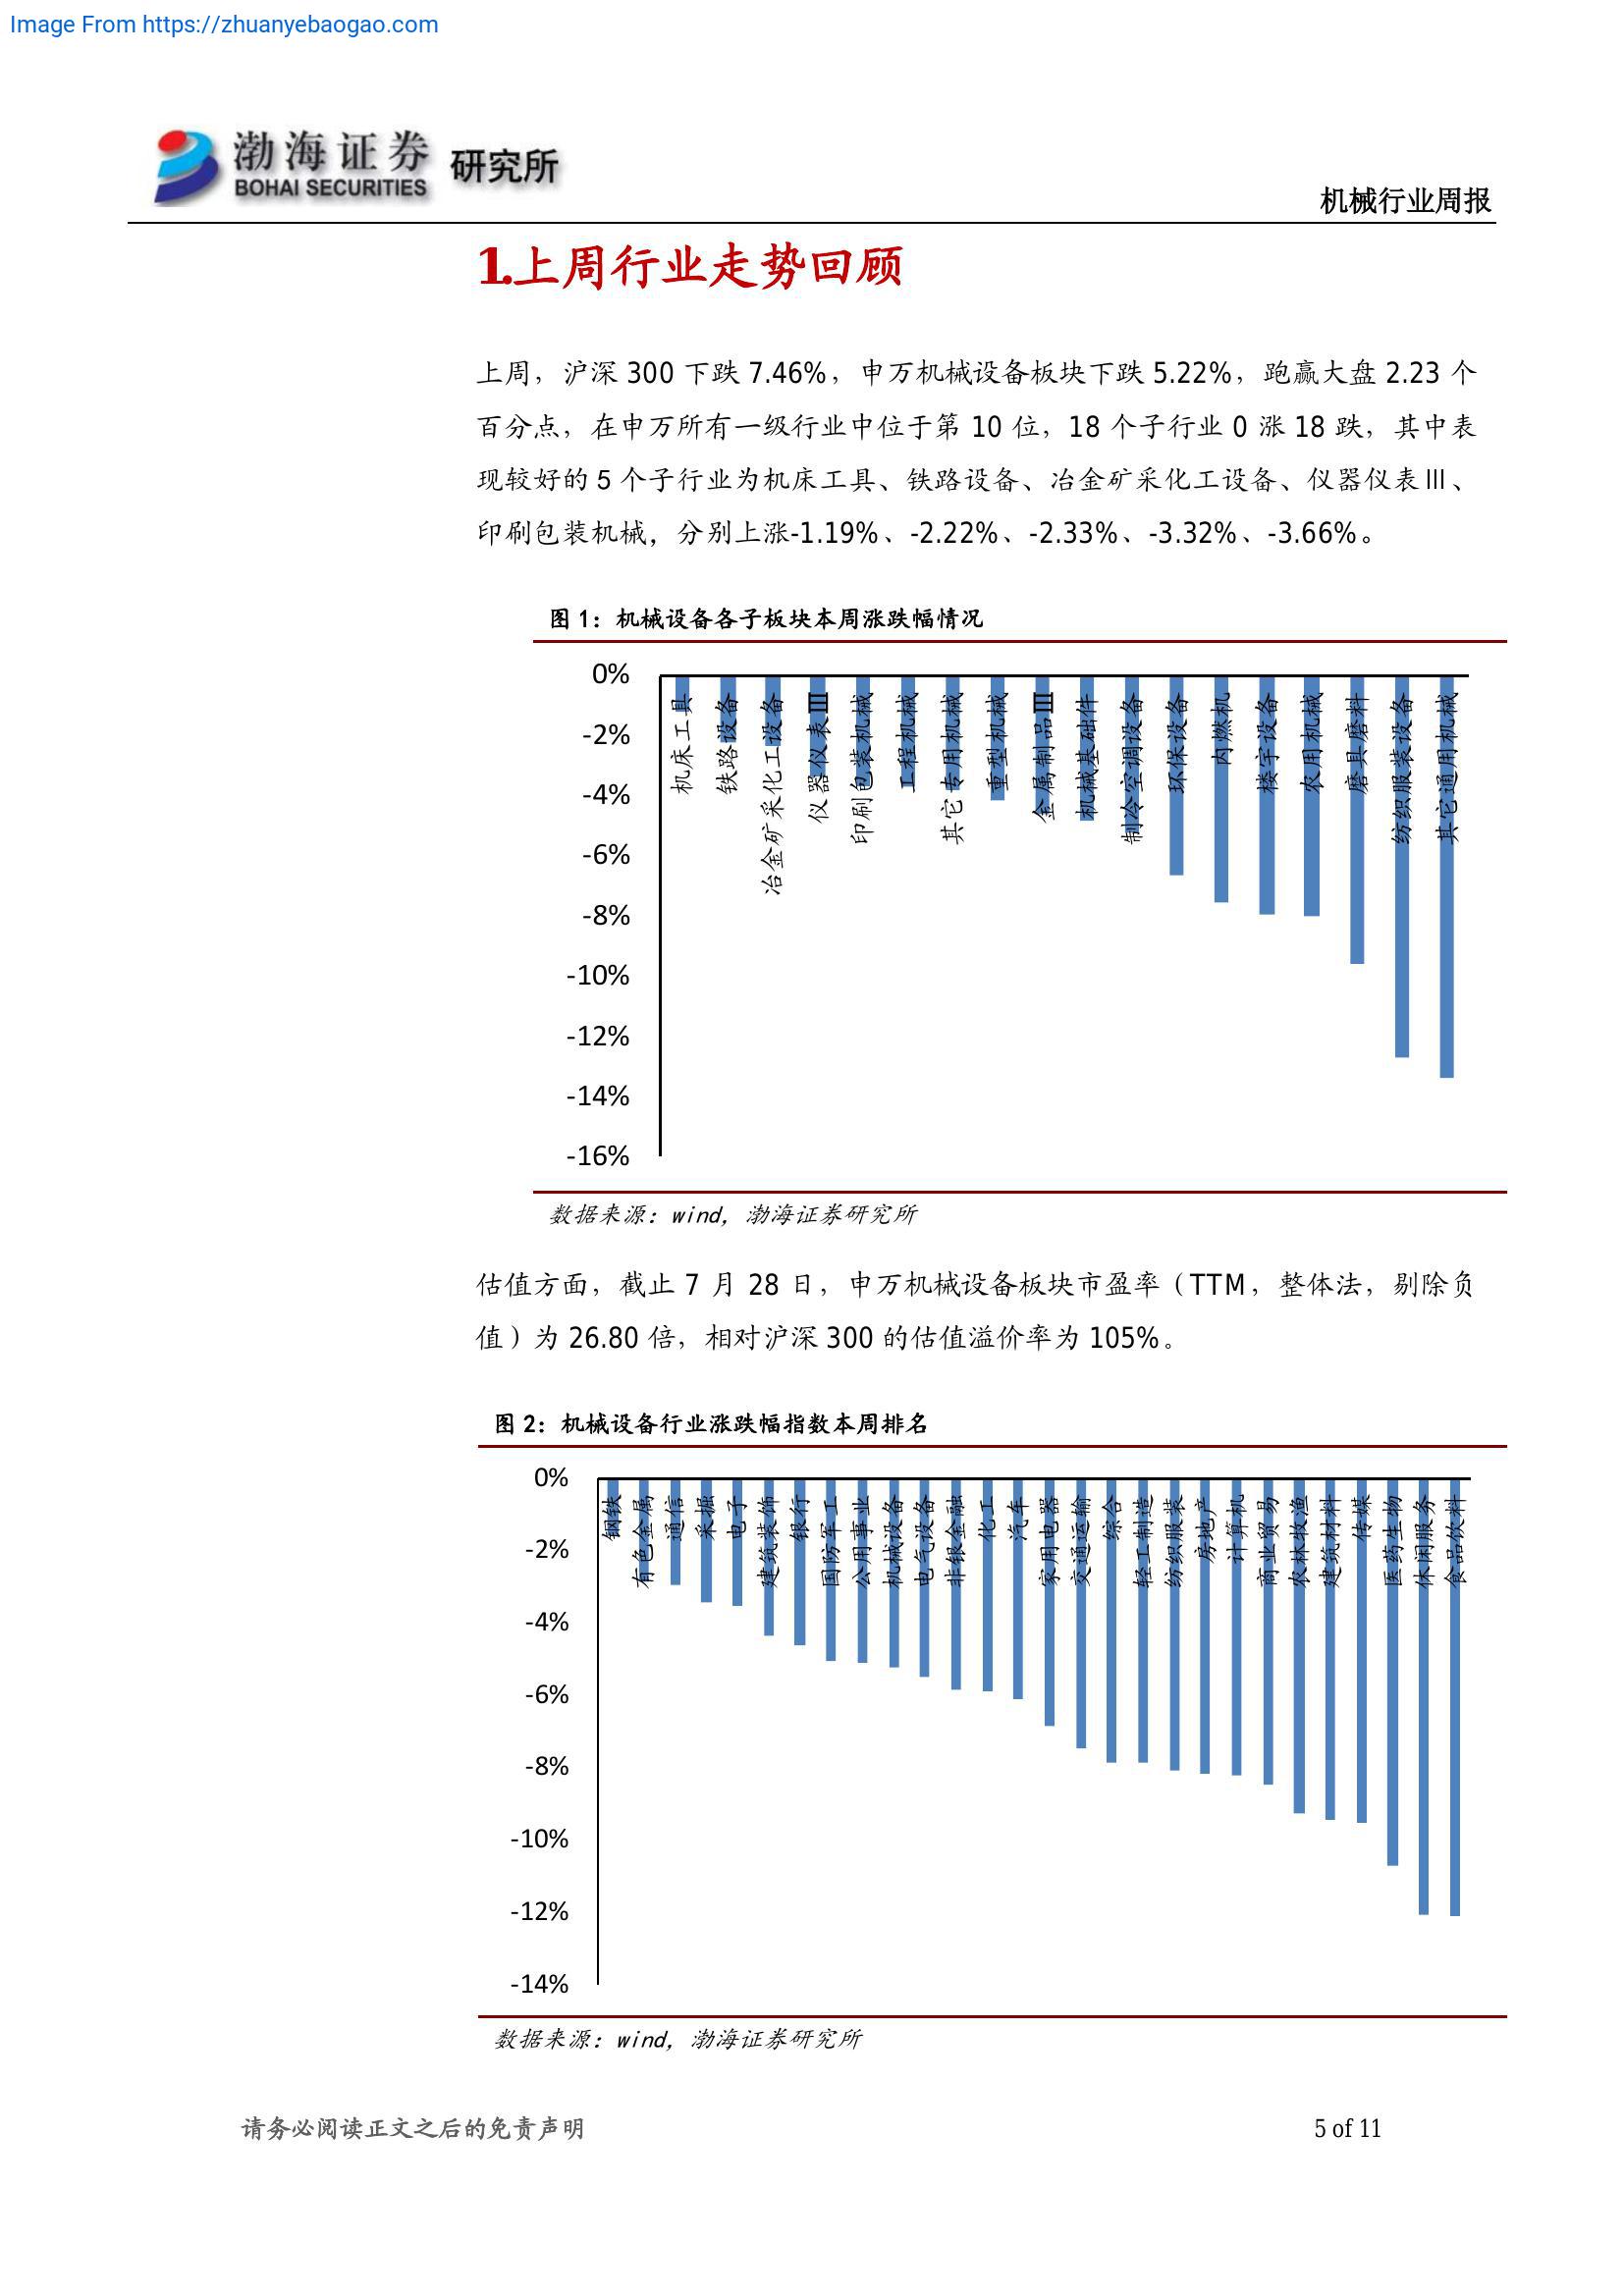 Image From https://zhuanyebaogao.com
渤海证券 研究所
BOHAI SECURITIES
机械行业周报
1.上周行业走势回顾
上周，沪深 300 下跌 7.46%，申万机械设备板块下跌 5.22%，跑赢大盘 2.23 个
百分点，在申万所有一级行业中位于第 10 位，18 个子行业 0 涨 18 跌，其中表
现较好的 5 个子行业为机床工具、铁路设备、冶金矿采化工设备、仪器仪表Ⅲ、
印刷包装机械，分别上涨-1.19%、-2.22%、-2.33%、-3.32%、-3.66%。
图 1：机械设备各子板块本周涨跌幅情况
0%
-2%
-4%
-6%
-8%
-10%
-12%
-14%
-16%
机床工具
铁路设备
冶金矿采化工设备
仪器仪表Ⅲ
印刷包装机械
工程机械
其它专用机械
重型机械
金属制品Ⅲ
机械基础件
制冷空调设备
环保设备
内燃机
楼宇设备
农用机械
磨具磨料
纺织服装设备
其它通用机械
数据来源：wind，渤海证券研究所
估值方面，截止 7 月 28 日，申万机械设备板块市盈率（TTM，整体法，剔除负
值）为 26.80 倍，相对沪深 300 的估值溢价率为 105%。
图 2：机械设备行业涨跌幅指数本周排名
0%
-2%
-4%
-6%
-8%
-10%
-12%
-14%
钢铁
有色金属
通信
采掘
电子
建筑装饰
银行
国防军工
公用事业
机械设备
电气设备
非银金融
化工
汽车
家用电器
交通运输
综合
轻工制造
纺织服装
房地产
计算机
商业贸易
农林牧渔
建筑材料
传媒
医药生物
休闲服务
食品饮料
数据来源：wind，渤海证券研究所
请务必阅读正文之后的免责声明
5 of 11